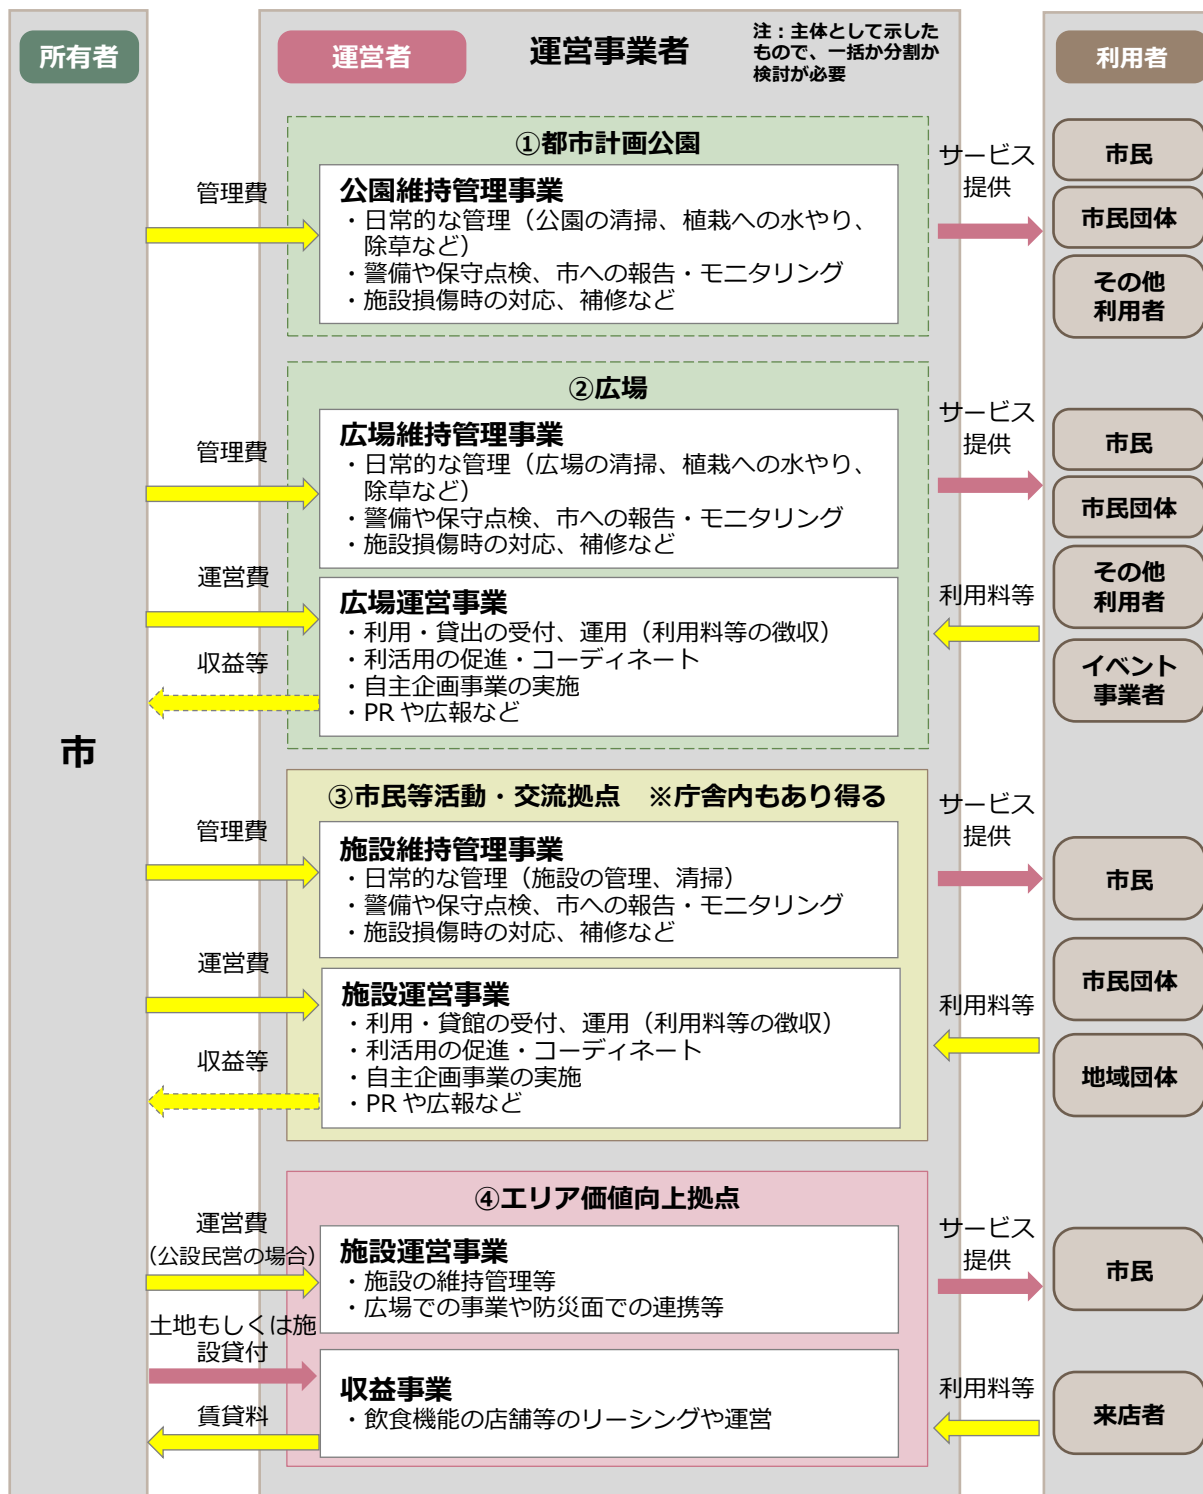 所有者
運営者
運営事業者
注：主体として示した
もので、一括か分割か
検討が必要
利用者
市
①都市計画公園
管理費
公園維持管理事業
・日常的な管理（公園の清掃、植栽への水やり、
除草など）
・警備や保守点検、市への報告・モニタリング
・施設損傷時の対応、補修など
サービス
提供
市民
市民団体
その他
利用者
②広場
管理費
広場維持管理事業
・日常的な管理（広場の清掃、植栽への水やり、
除草など）
・警備や保守点検、市への報告・モニタリング
・施設損傷時の対応、補修など
運営費
収益等
広場運営事業
・利用・貸出の受付、運用（利用料等の徴収）
・利活用の促進・コーディネート
・自主企画事業の実施
・PR や広報など
サービス
提供
利用料等
市民
市民団体
その他
利用者
イベント
事業者
③市民等活動・交流拠点　※庁舎内もあり得る
管理費
施設維持管理事業
・日常的な管理（施設の管理、清掃）
・警備や保守点検、市への報告・モニタリング
・施設損傷時の対応、補修など
運営費
収益等
施設運営事業
・利用・貸館の受付、運用（利用料等の徴収）
・利活用の促進・コーディネート
・自主企画事業の実施
・PR や広報など
サービス
提供
利用料等
市民
市民団体
地域団体
④エリア価値向上拠点
運営費
（公設民営の場合）
施設運営事業
・施設の維持管理等
・広場での事業や防災面での連携等
土地もしくは施
設貸付
賃貸料
収益事業
・飲食機能の店舗等のリーシングや運営
サービス
提供
利用料等
市民
来店者